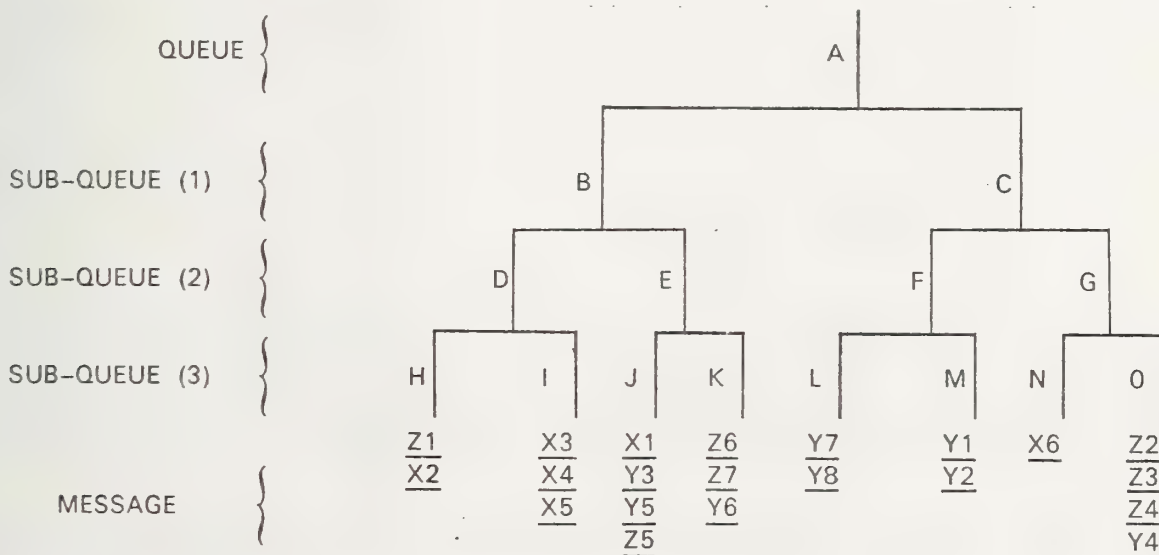 QUEUE A
SUB-QUEUE (1) B C
SUB-QUEUE (2) D E F G
SUB-QUEUE (3) H I J K L M N O
Z1 X3 X1 Z6 Y7 Y1 X6 Z2
X2 X4 Y3 Z7 Y8 Y2 Z3
MESSAGE X5 Y5 Y6 Z4
Z5 Y4